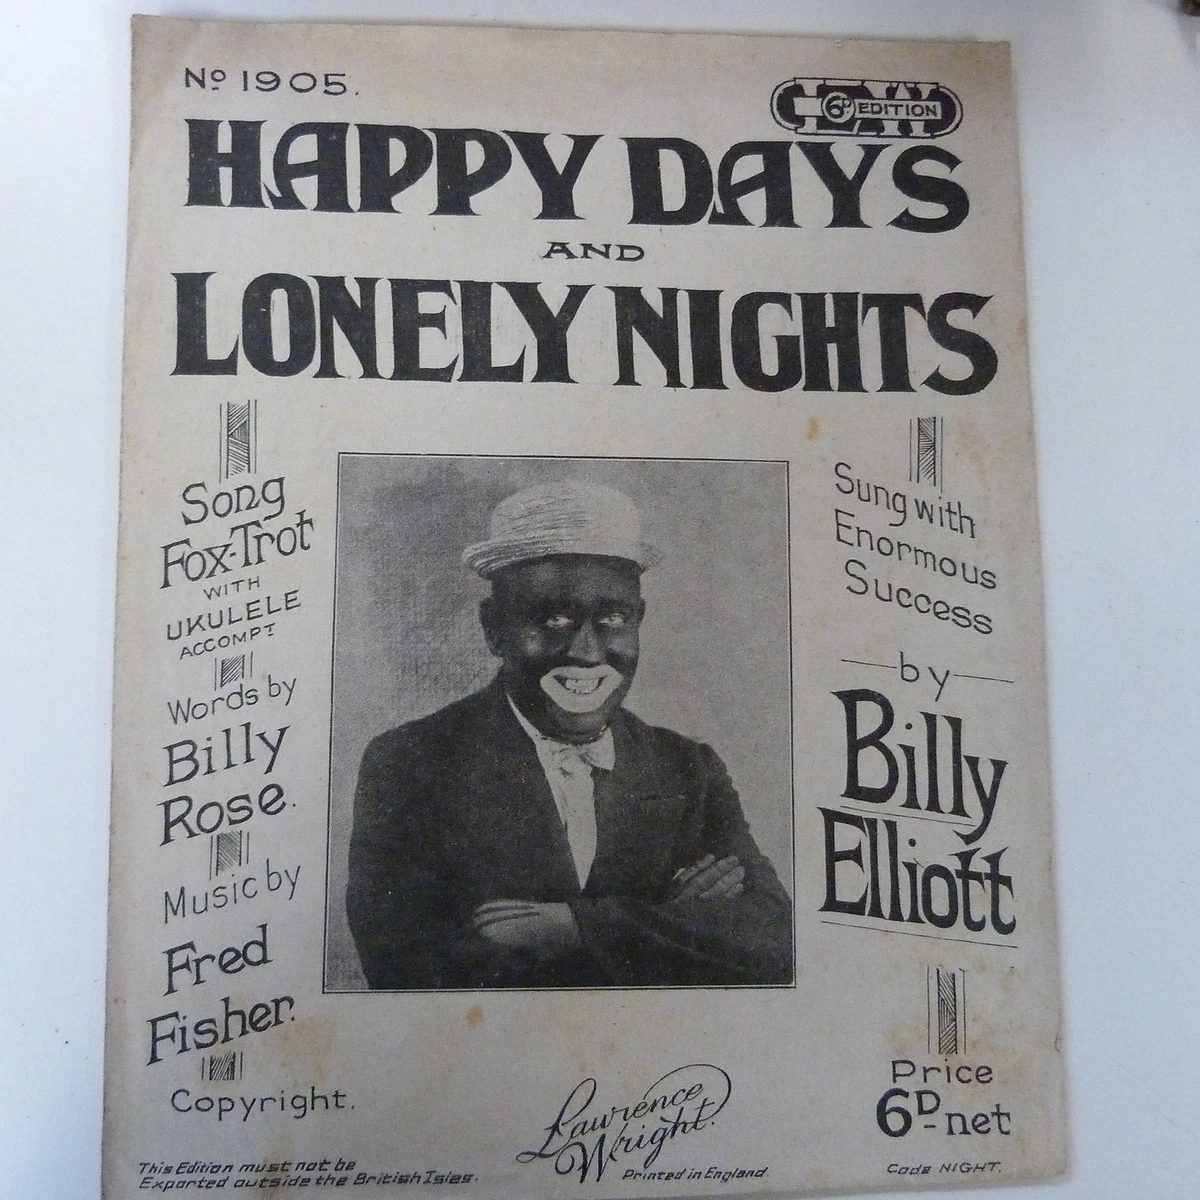 Nº 1905.
6D EDITION
HAPPY DAYS
AND
LONELY NIGHTS
Song
Fox-Trot
WITH
UKULELE
ACCOMPT
Words by
Billy
Rose.
Music by
Fred
Fisher.
Copyright.
Sung with
Enormous
Success
by
Billy
Elliott
Price
6D net
Code NIGHT.
Lawrence
Wright.
Printed in England
This Edition must not be
Exported outside the British Isles.